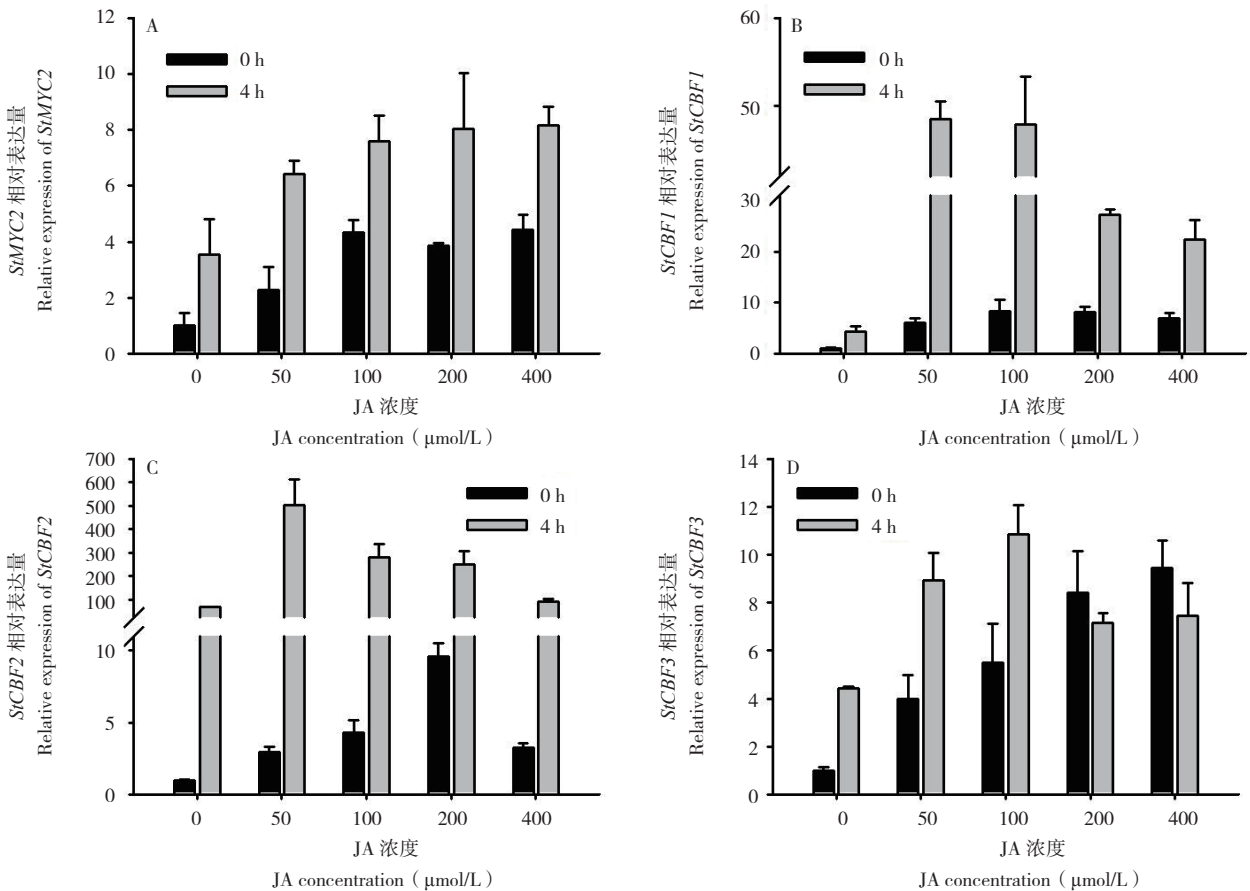 A
0 h
4 h
12
10
8
6
4
2
0
StMYC2 相对表达量
Relative expression of StMYC2
0 50 100 200 400
JA 浓度
JA concentration（μmol/L）
B
0 h
4 h
60
50
30
20
10
0
StCBF1 相对表达量
Relative expression of StCBF1
0 50 100 200 400
JA 浓度
JA concentration（μmol/L）
C
0 h
4 h
700
600
500
400
300
200
100
10
5
0
StCBF2 相对表达量
Relative expression of StCBF2
0 50 100 200 400
JA 浓度
JA concentration（μmol/L）
D
0 h
4 h
14
12
10
8
6
4
2
0
StCBF3 相对表达量
Relative expression of StCBF3
0 50 100 200 400
JA 浓度
JA concentration（μmol/L）